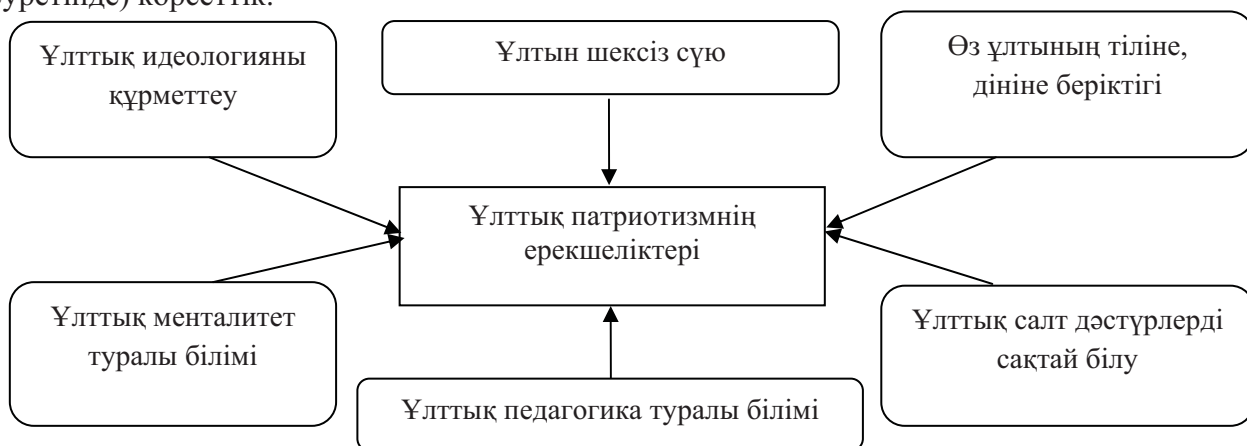 көрсеттік.
Ұлттық идеологияны
құрметтеу
Ұлтын шексіз сүю
Өз ұлтының тіліне,
дініне беріктігі
Ұлттық патриотизмнің
ерекшеліктері
Ұлттық менталитет
туралы білімі
Ұлттық педагогика туралы білімі
Ұлттық салт дәстүрлерді
сақтай білу